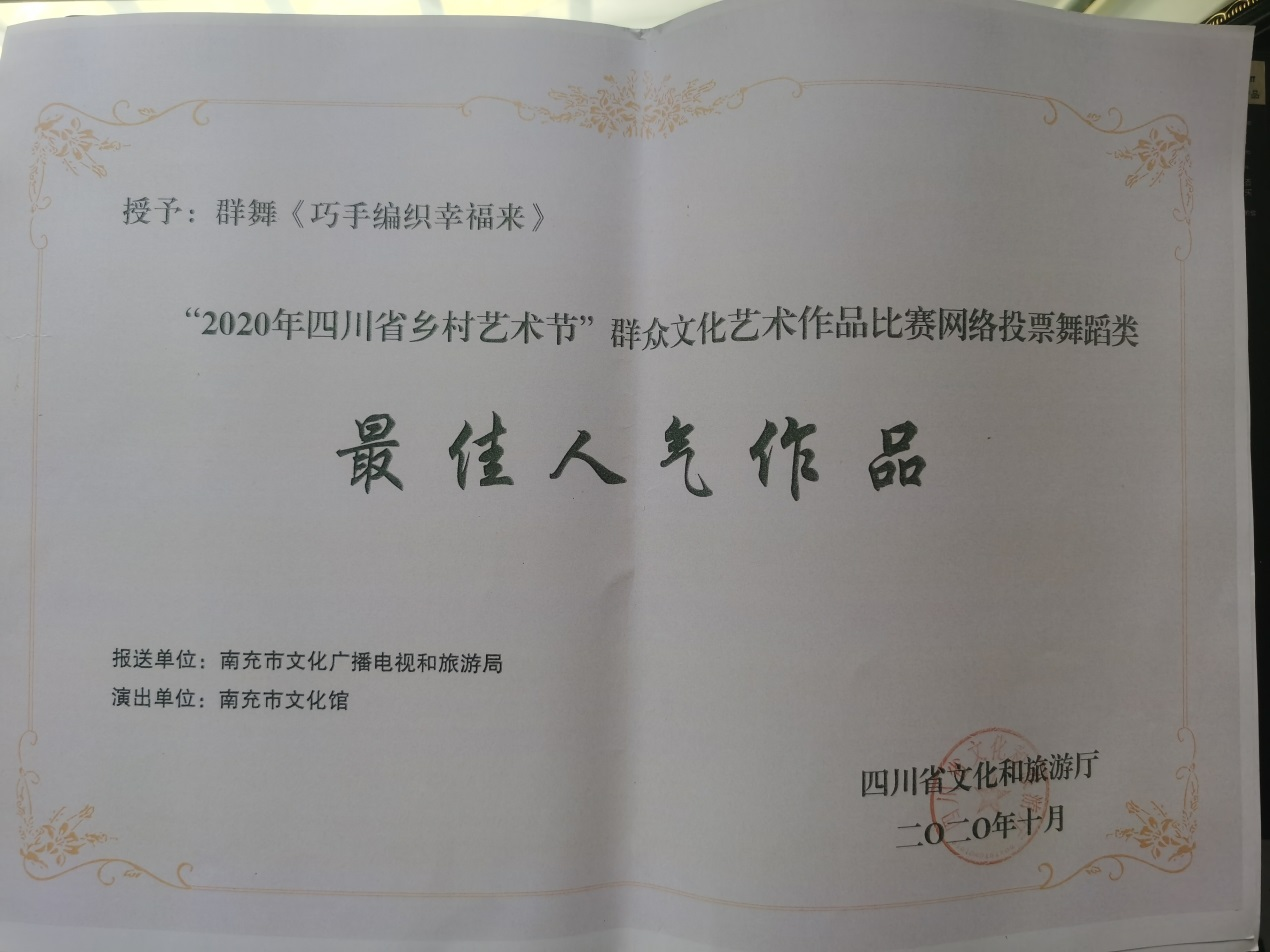 授予：群舞《巧手编织幸福来》
“2020年四川省乡村艺术节”群众文化艺术作品比赛网络投票舞蹈类
最佳人气作品
报送单位：南充市文化广播电视和旅游局
演出单位：南充市文化馆
四川省文化和旅游厅
二〇二〇年十月